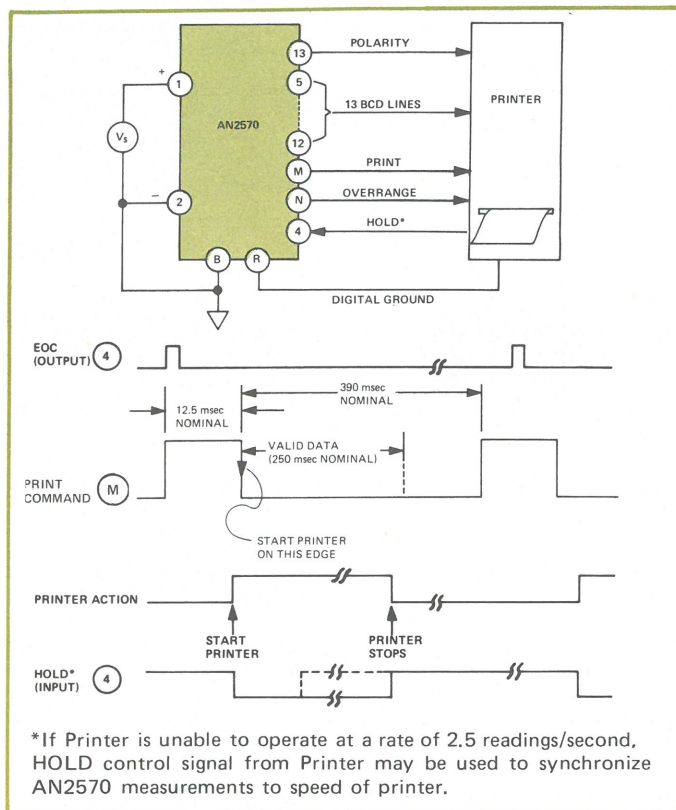 13
POLARITY
+
1
5
PRINTER
AN2570
13 BCD LINES
Vs
12
M
PRINT
–
2
N
OVERRANGE
4
HOLD*
B
R
DIGITAL GROUND
EOC
(OUTPUT) 4
390 msec
NOMINAL
12.5 msec
NOMINAL
VALID DATA
(250 msec NOMINAL)
PRINT
COMMAND M
START PRINTER
ON THIS EDGE
PRINTER ACTION
START
PRINTER
PRINTER
STOPS
HOLD*
(INPUT) 4
*If Printer is unable to operate at a rate of 2.5 readings/second,
HOLD control signal from Printer may be used to synchronize
AN2570 measurements to speed of printer.